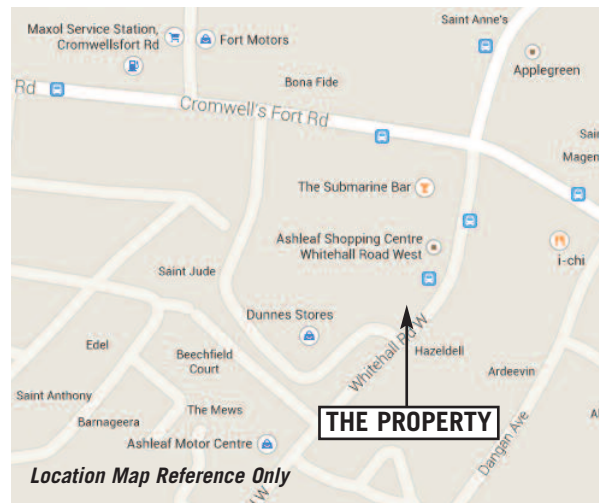 Saint Anne's
Maxol Service Station,
Cromwellsfort Rd
Fort Motors
Applegreen
Bona Fide
Rd
Cromwell's Fort Rd
Sai
Magen
The Submarine Bar
Ashleaf Shopping Centre
Whitehall Road West
i-chi
Saint Jude
Dunnes Stores
Whitehall Rd W
Hazeldell
Edel
Beechfield
Court
Ardeevin
Saint Anthony
The Mews
Barnageera
THE PROPERTY
A
Ashleaf Motor Centre
Dangan Ave
Location Map Reference Only
W